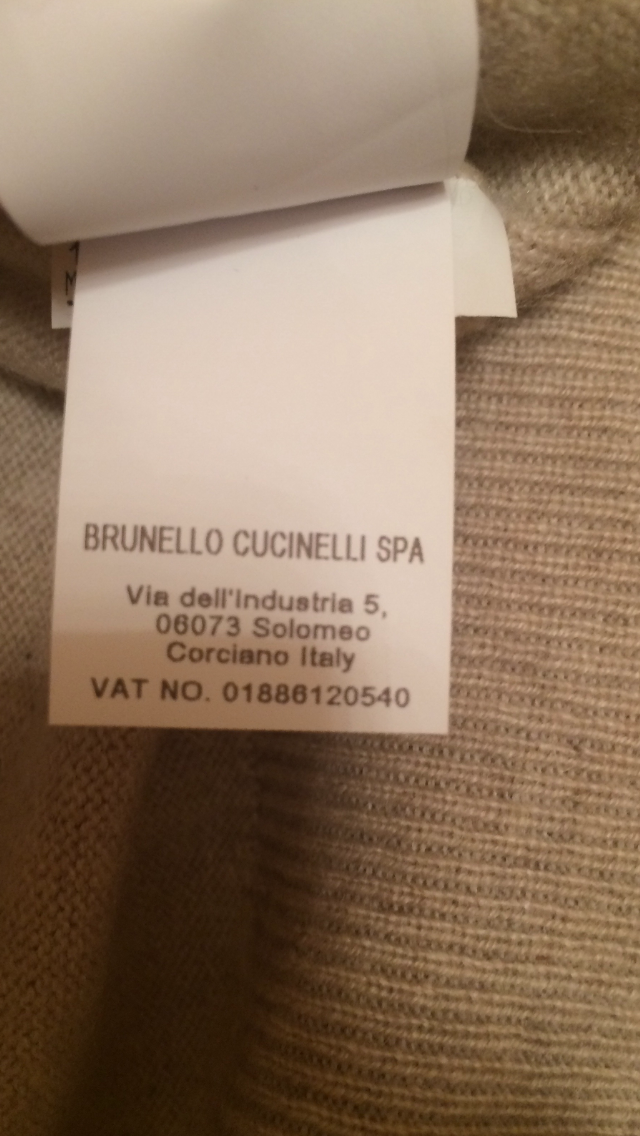 BRUNELLO CUCINELLI SPA
Via dell'Industria 5,
06073 Solomeo
Corciano Italy
VAT NO. 01886120540